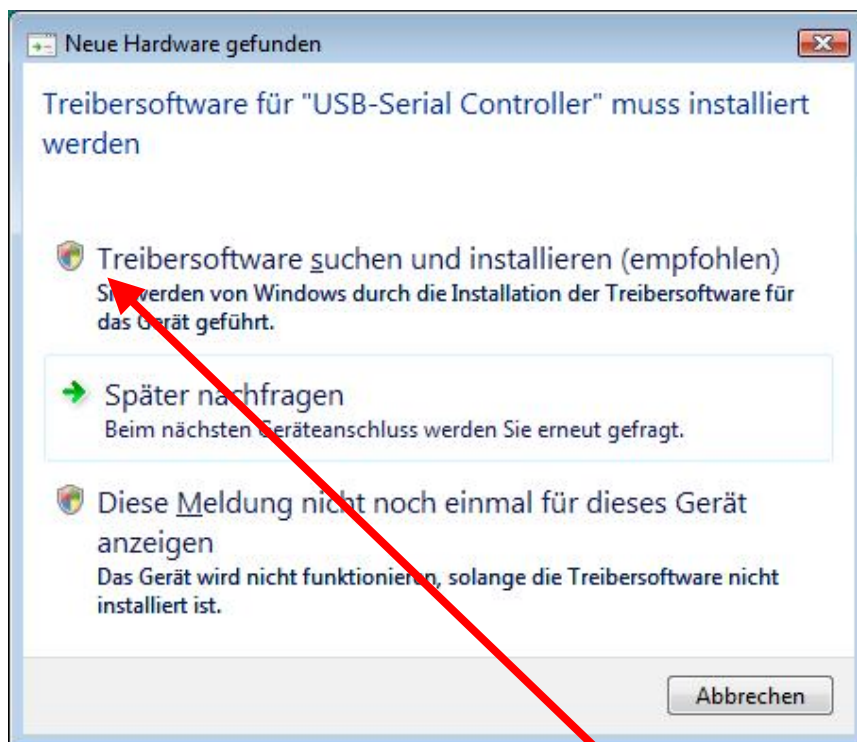 Neue Hardware gefunden
Treibersoftware für "USB-Serial Controller" muss installiert
werden
Treibersoftware suchen und installieren (empfohlen)
Sie werden von Windows durch die Installation der Treibersoftware für
das Gerät geführt.
Später nachfragen
Beim nächsten Geräteanschluss werden Sie erneut gefragt.
Diese Meldung nicht noch einmal für dieses Gerät
anzeigen
Das Gerät wird nicht funktionieren, solange die Treibersoftware nicht
installiert ist.
Abbrechen